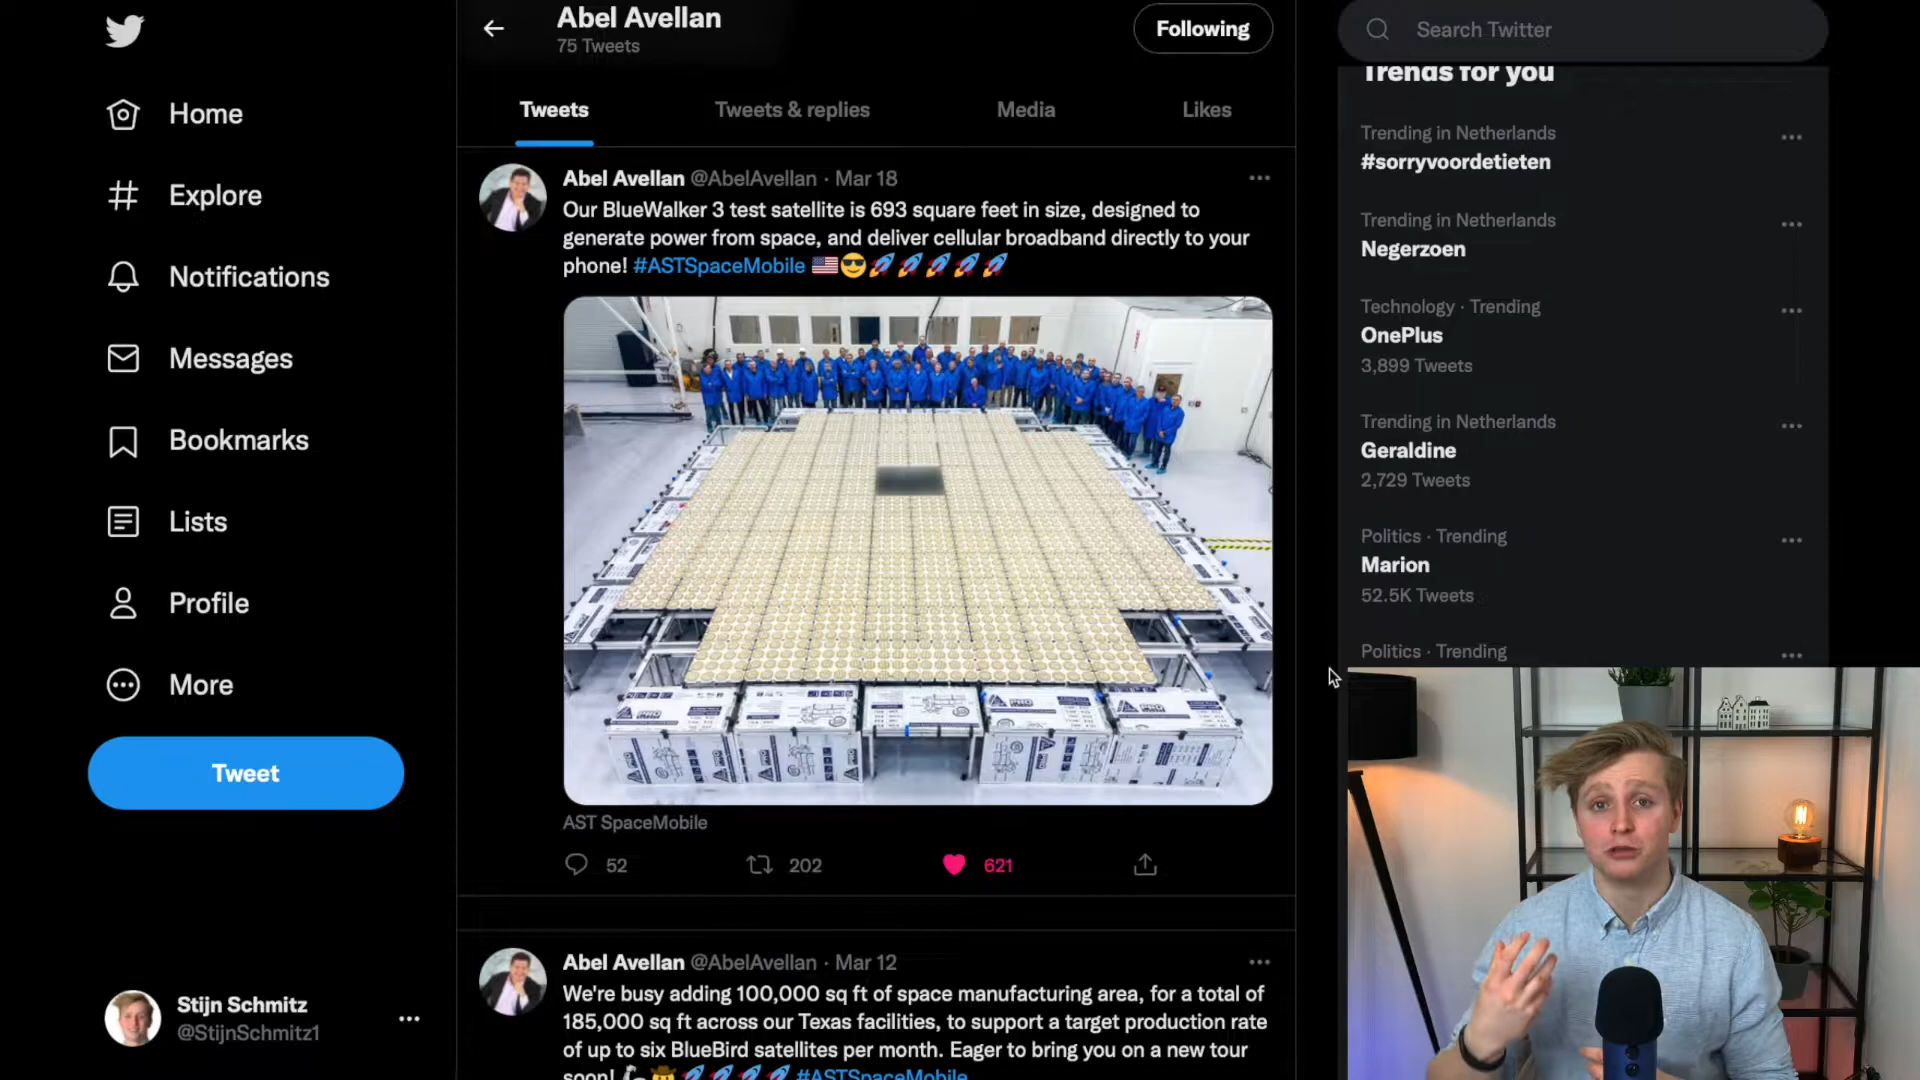 Home
Explore
Notifications
Messages
Bookmarks
Lists
Profile
More
Tweet
Stijn Schmitz
@StijnSchmitz1
Abel Avellan
75 Tweets
Following
Tweets
Tweets & replies
Media
Likes
Abel Avellan @AbelAvellan · Mar 18
Our BlueWalker 3 test satellite is 693 square feet in size, designed to
generate power from space, and deliver cellular broadband directly to your
phone! #ASTSpaceMobile 🇺🇸😎🚀🚀🚀🚀🚀
AST SpaceMobile
52
202
621
Abel Avellan @AbelAvellan · Mar 12
We're busy adding 100,000 sq ft of space manufacturing area, for a total of
185,000 sq ft across our Texas facilities, to support a target production rate
of up to six BlueBird satellites per month. Eager to bring you on a new tour
soon! 🦾🤠🚀🚀🚀🚀 #ASTSpaceMobile
Search Twitter
Trends for you
Trending in Netherlands
#sorryvoordetieten
Trending in Netherlands
Negerzoen
Technology · Trending
OnePlus
3,899 Tweets
Trending in Netherlands
Geraldine
2,729 Tweets
Politics · Trending
Marion
52.5K Tweets
Politics · Trending